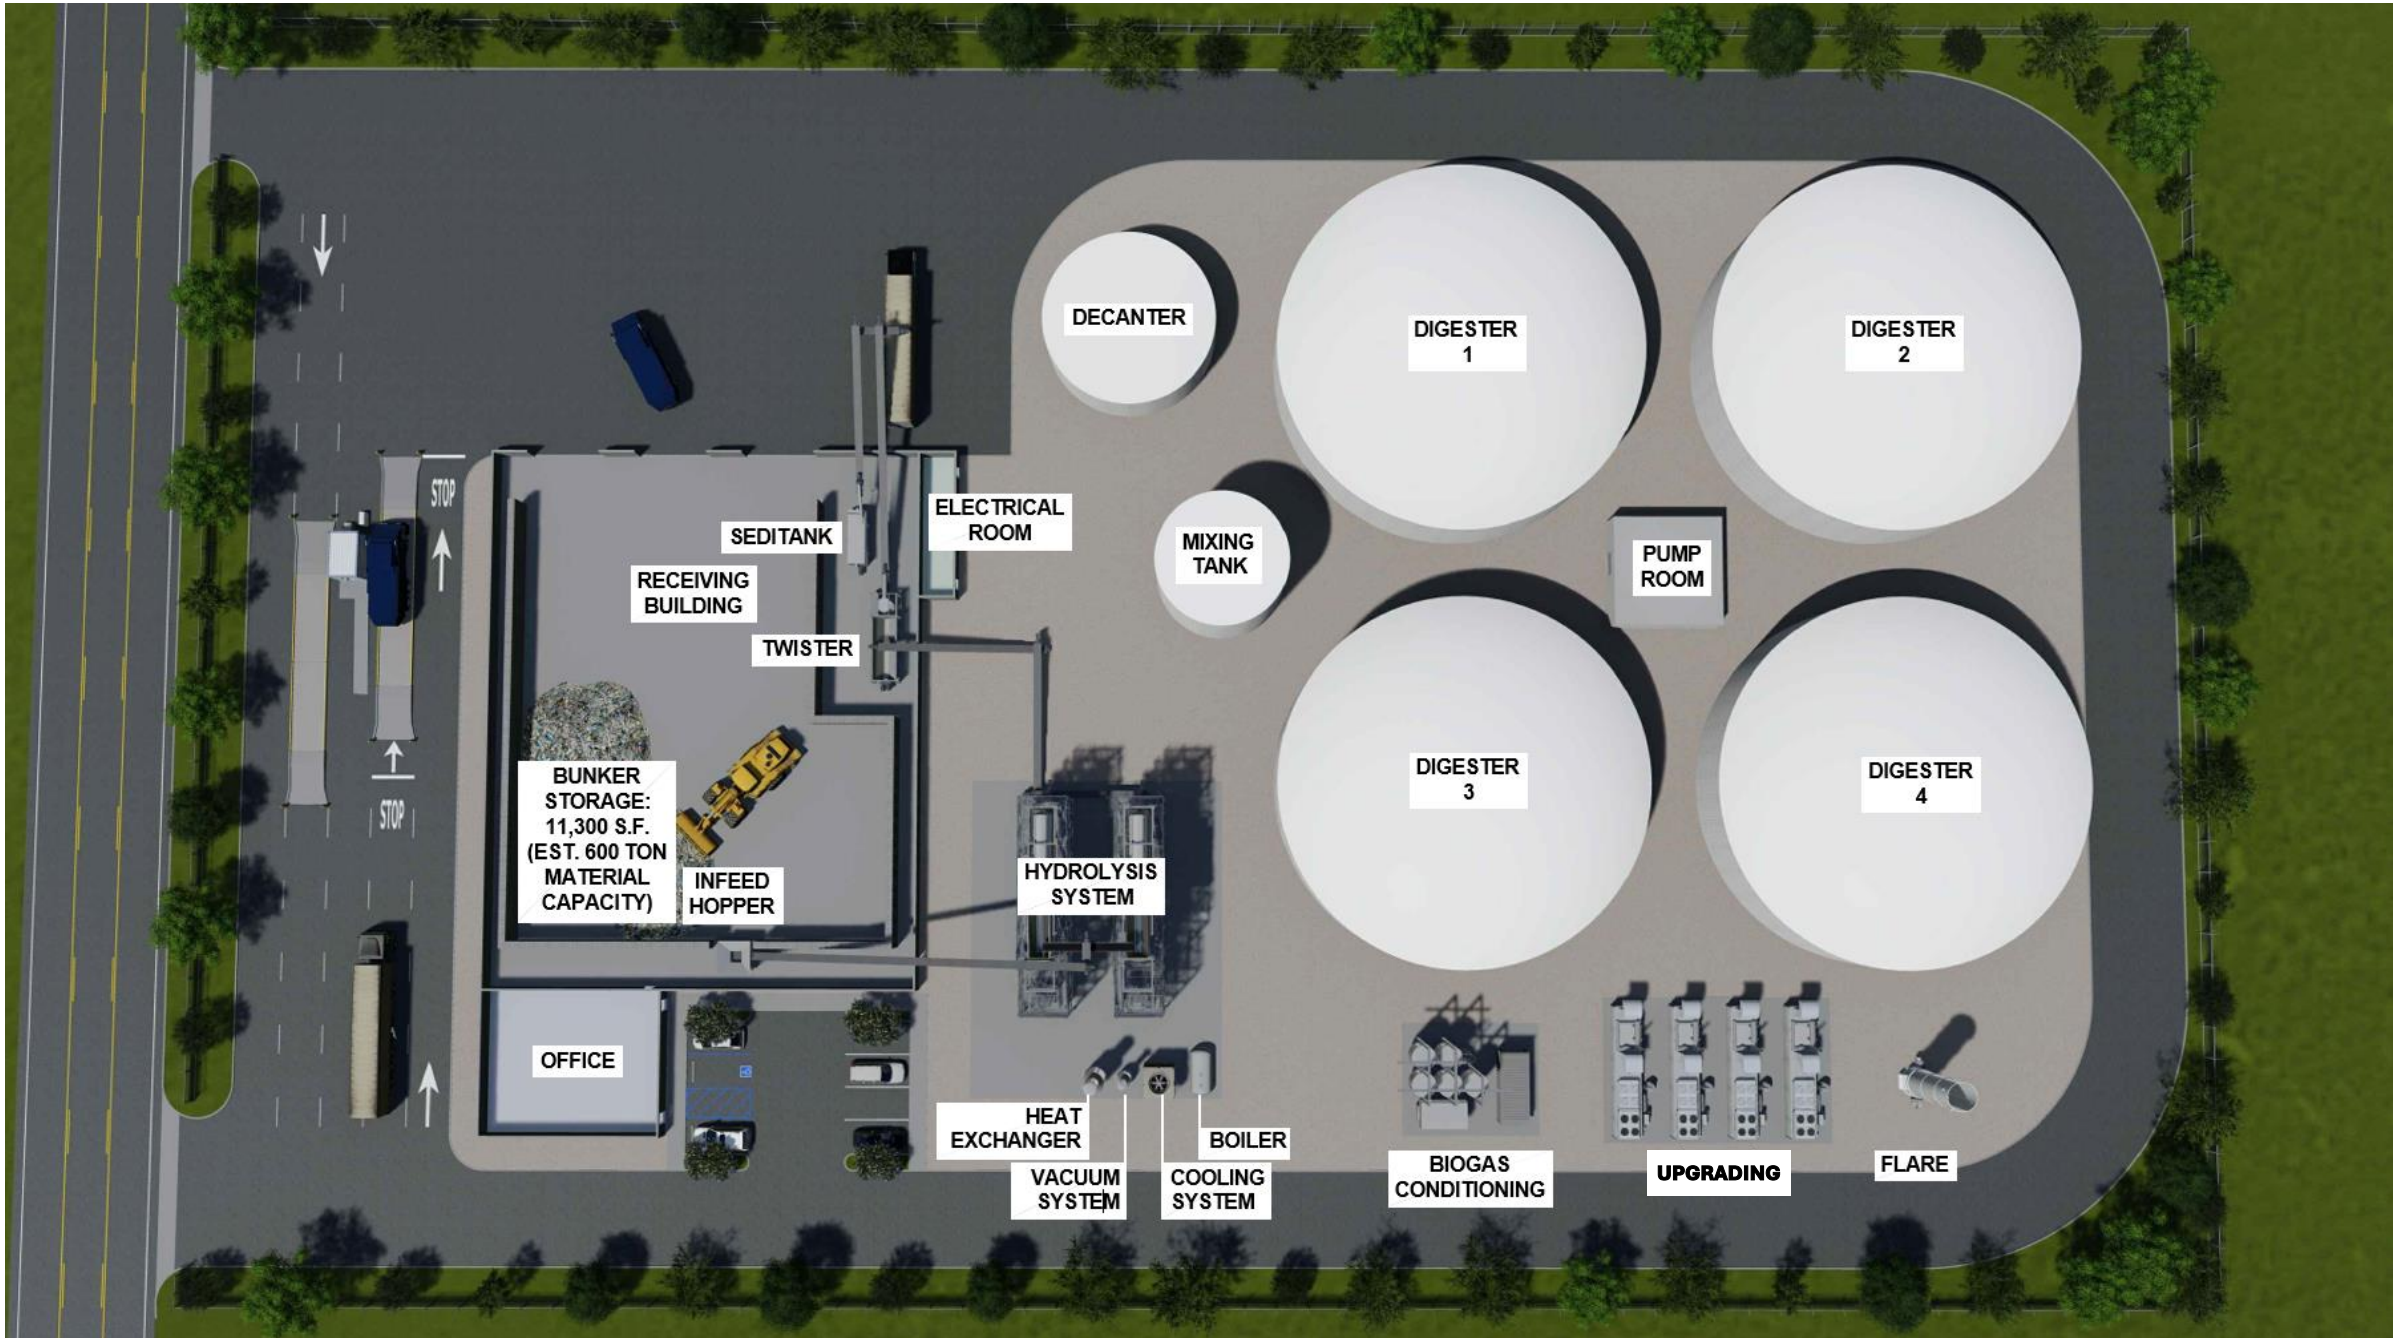 DECANTER
DIGESTER
1
DIGESTER
2
STOP
SEDITANK
ELECTRICAL
ROOM
MIXING
TANK
PUMP
ROOM
RECEIVING
BUILDING
TWISTER
STOP
BUNKER
STORAGE:
11,300 S.F.
(EST. 600 TON
MATERIAL
CAPACITY)
INFEED
HOPPER
HYDROLYSIS
SYSTEM
DIGESTER
3
DIGESTER
4
OFFICE
HEAT
EXCHANGER
VACUUM
SYSTEM
COOLING
SYSTEM
BOILER
BIOGAS
CONDITIONING
UPGRADING
FLARE